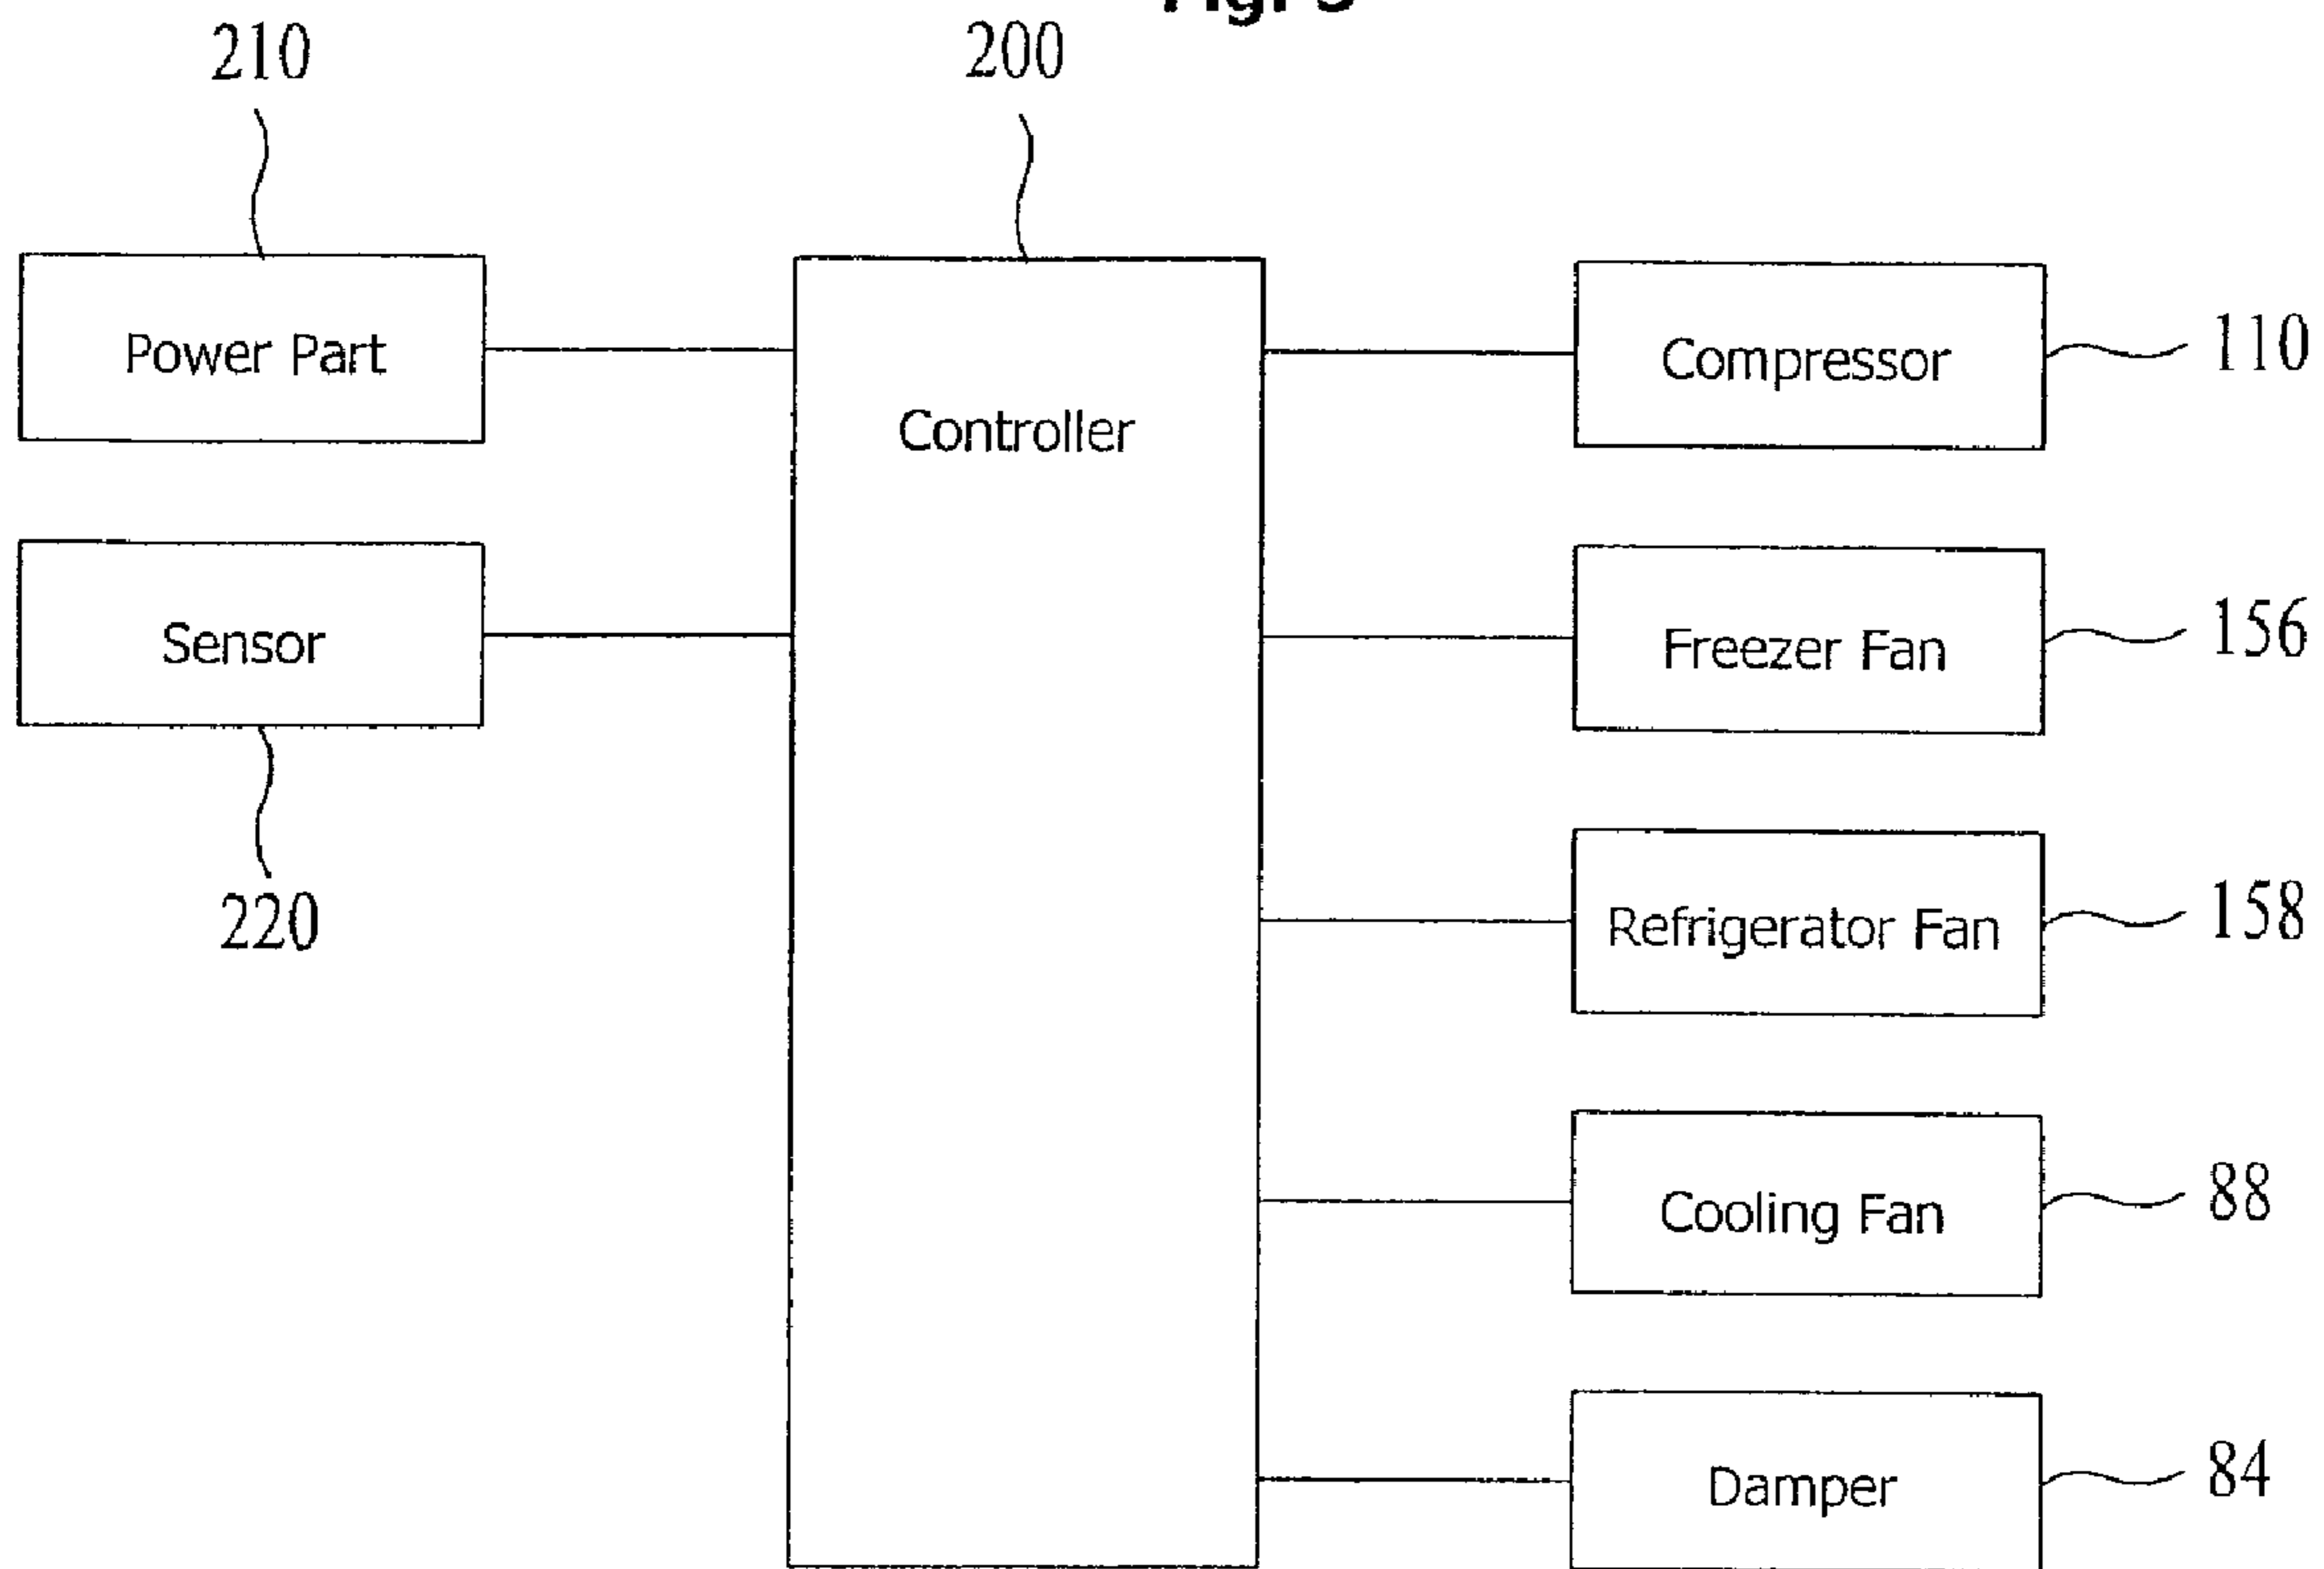 210
200
Power Part
Controller
Compressor
110
Sensor
Freezer Fan
156
220
Refrigerator Fan
158
Cooling Fan
88
Damper
84